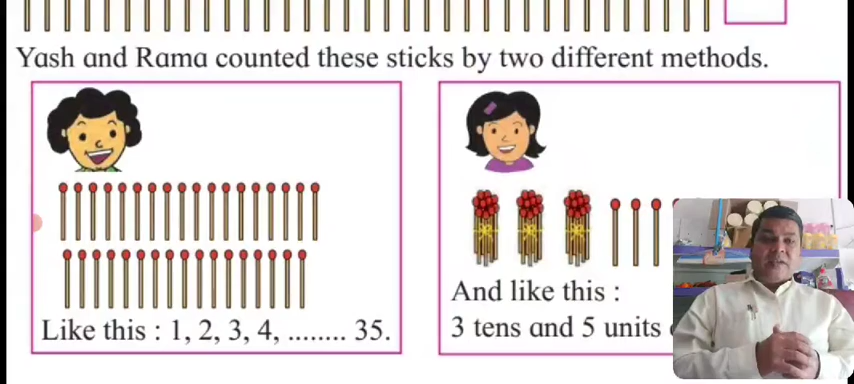 Yash and Rama counted these sticks by two different methods.
Like this : 1, 2, 3, 4, ........ 35.
And like this :
3 tens and 5 units